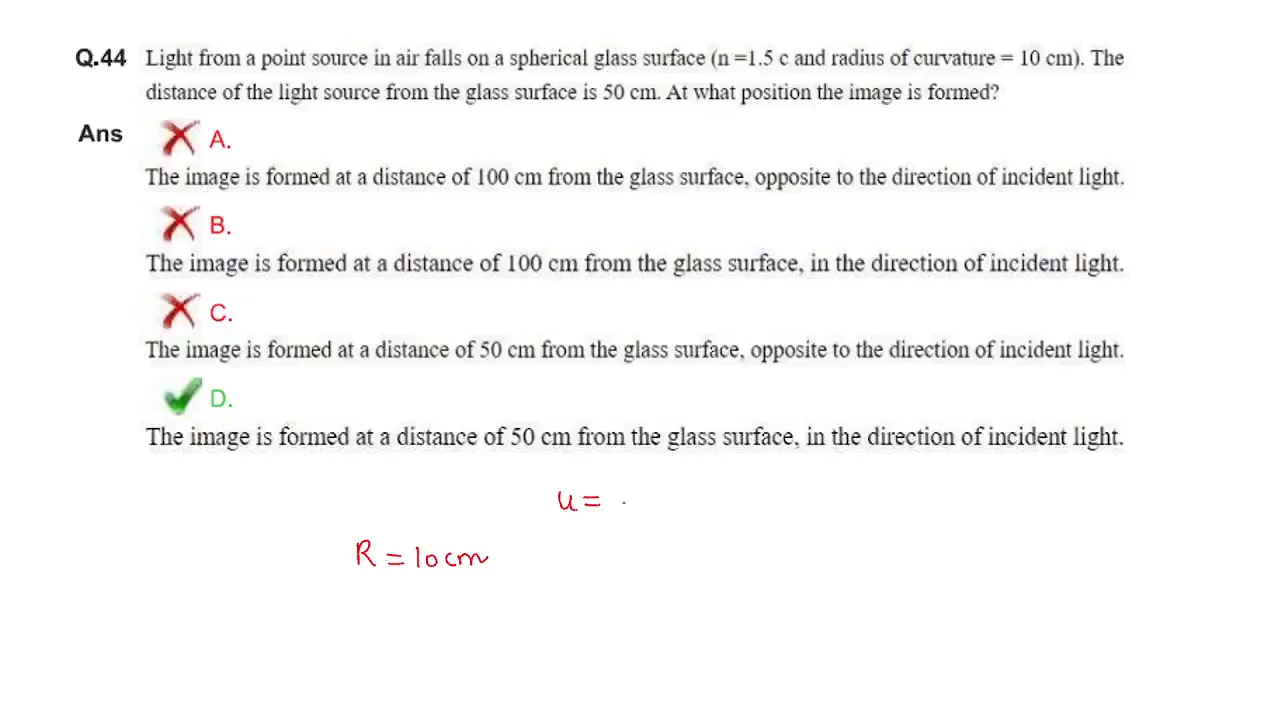 Q.44 Light from a point source in air falls on a spherical glass surface (n =1.5 c and radius of curvature = 10 cm). The
distance of the light source from the glass surface is 50 cm. At what position the image is formed?
Ans A.
The image is formed at a distance of 100 cm from the glass surface, opposite to the direction of incident light.
B.
The image is formed at a distance of 100 cm from the glass surface, in the direction of incident light.
C.
The image is formed at a distance of 50 cm from the glass surface, opposite to the direction of incident light.
D.
The image is formed at a distance of 50 cm from the glass surface, in the direction of incident light.
u =
R = 10 cm